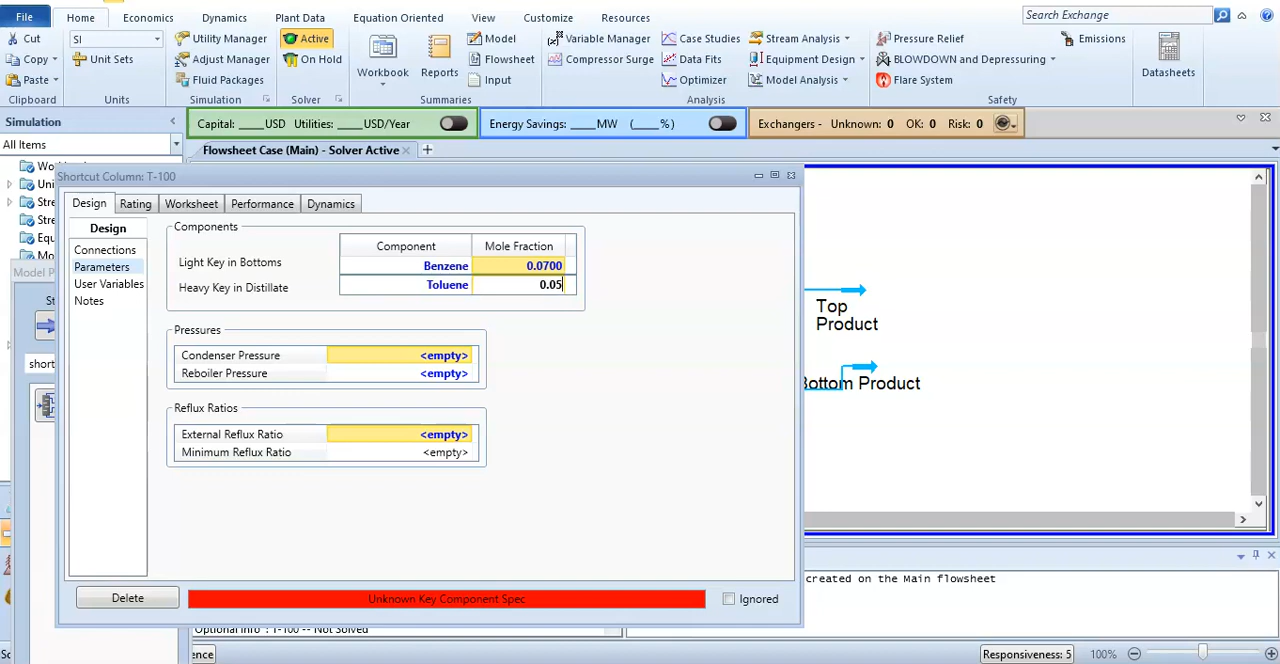 File Home Economics Dynamics Plant Data Equation Oriented View Customize Resources Search Exchange
Cut SI Utility Manager Active Model Variable Manager Case Studies Stream Analysis Pressure Relief Emissions
Copy Unit Sets Adjust Manager On Hold Workbook Reports Flowsheet Compressor Surge Data Fits Equipment Design BLOWDOWN and Depressuring Datasheets
Paste Fluid Packages Input Optimizer Model Analysis Flare System
Clipboard Units Simulation Solver Summaries Analysis Safety
Simulation Capital: ____USD Utilities: ____USD/Year Energy Savings: ____MW (____%) Exchangers - Unknown: 0 OK: 0 Risk: 0
All Items Flowsheet Case (Main) - Solver Active
Shortcut Column: T-100
Design Rating Worksheet Performance Dynamics
Design
Connections
Parameters
User Variables
Notes
Components
Component Mole Fraction
Light Key in Bottoms Benzene 0.0700
Heavy Key in Distillate Toluene 0.05
Pressures
Condenser Pressure <empty>
Reboiler Pressure <empty>
Reflux Ratios
External Reflux Ratio <empty>
Minimum Reflux Ratio <empty>
Delete Unknown Key Component Spec Ignored
Model P
short
Top
Product
Bottom Product
created on the Main flowsheet
Optional Info : T-100 -- Not Solved
Responsiveness: 5 100%